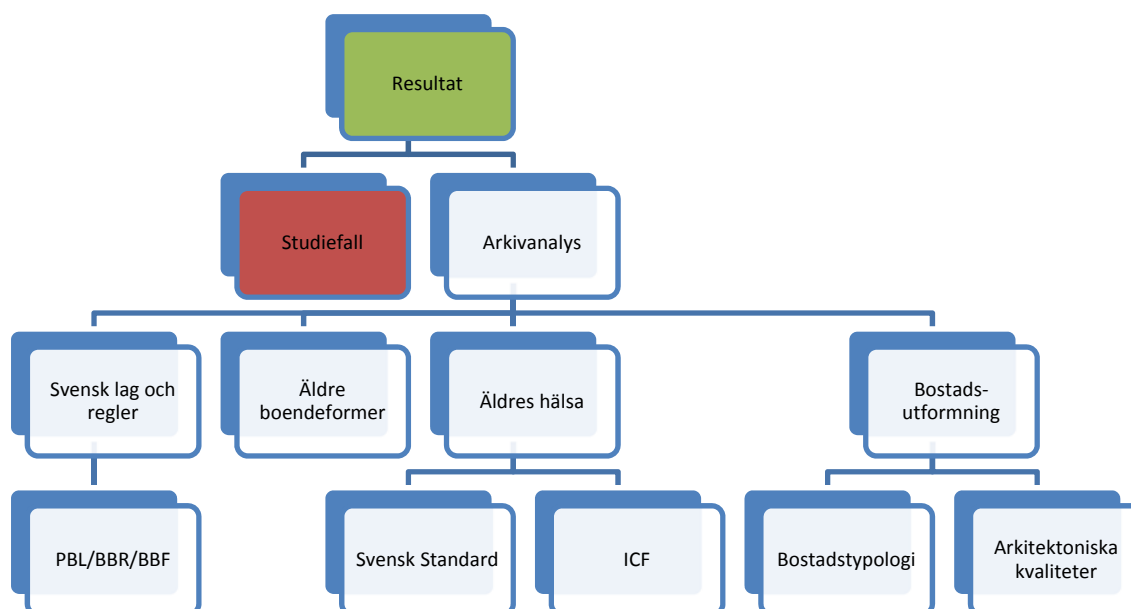 Resultat
Studiefall
Arkivanalys
Svensk lag och
regler
Äldre
boendeformer
Äldres hälsa
Bostads-
utformning
PBL/BBR/BBF
Svensk Standard
ICF
Bostadstypologi
Arkitektoniska
kvaliteter